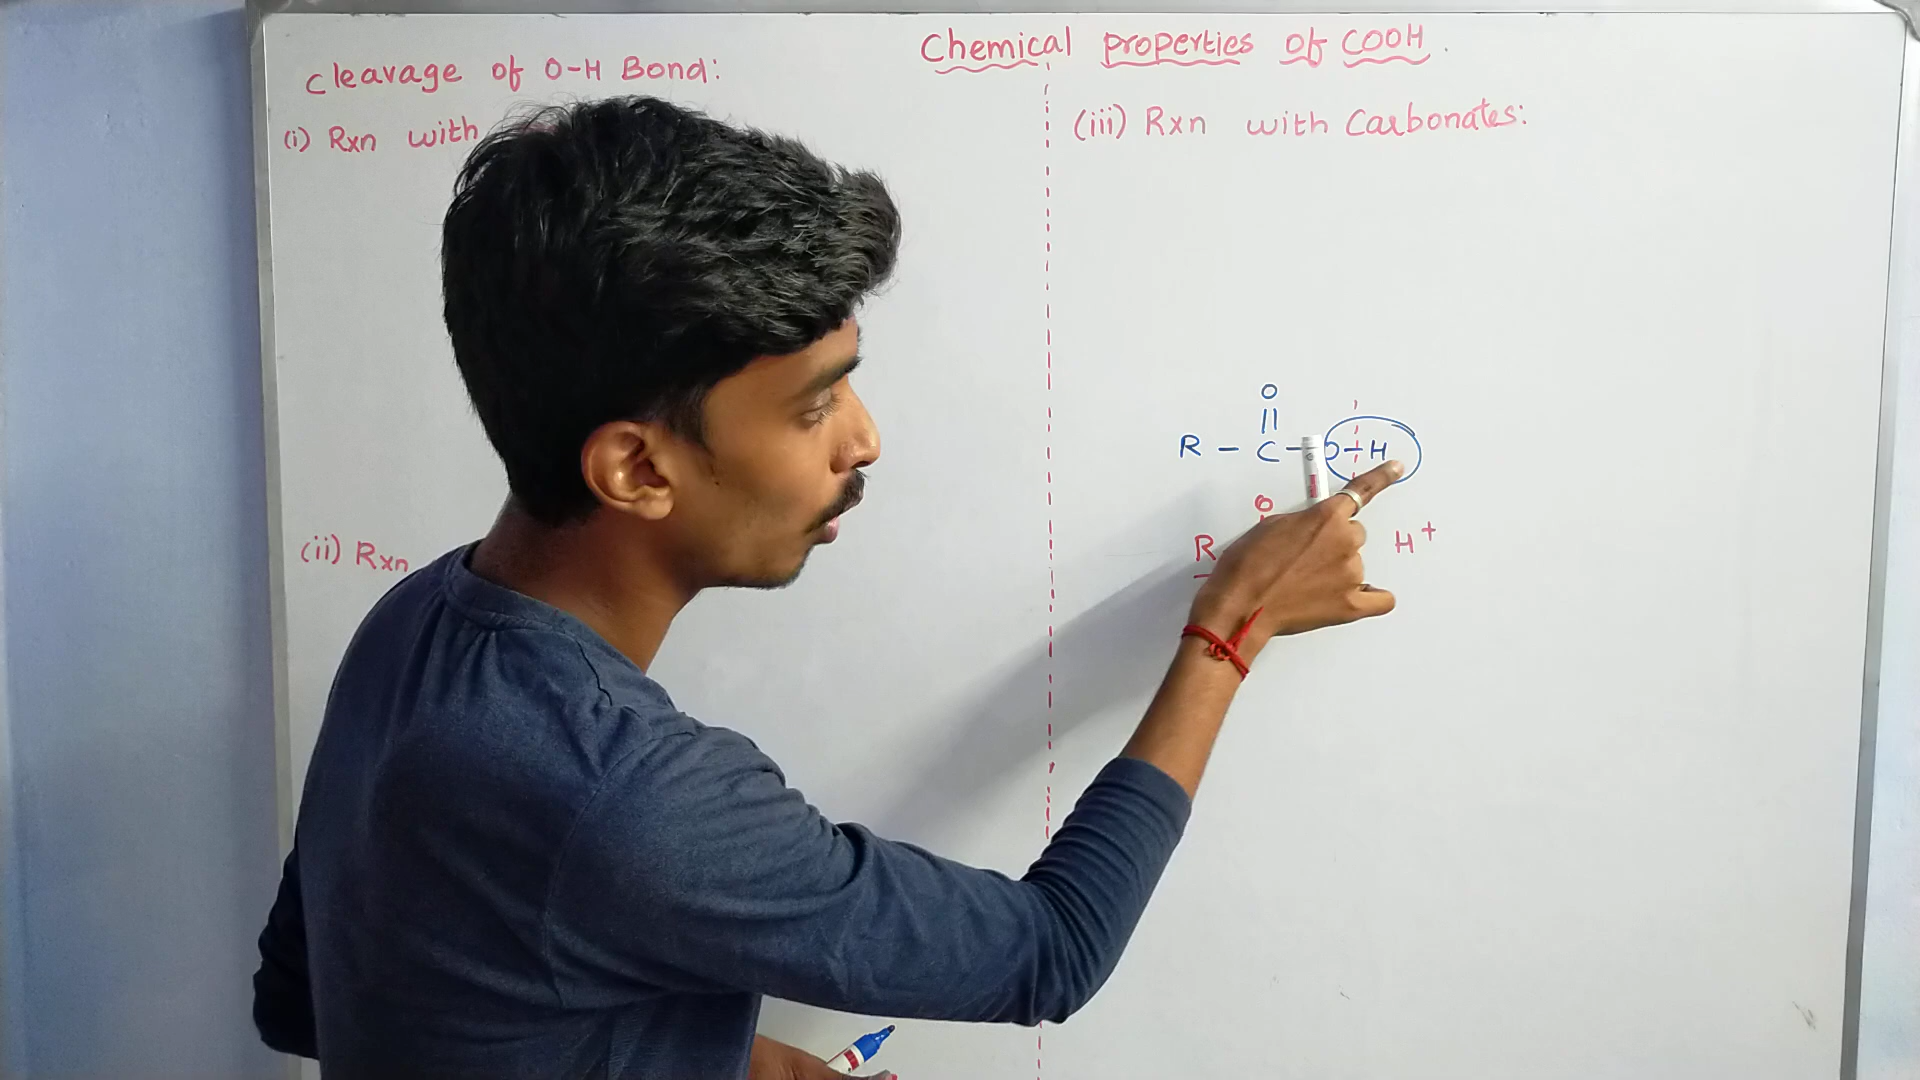 Chemical properties of COOH.
Cleavage of O-H Bond:
(i) Rxn with
(ii) Rxn
(iii) Rxn with Carbonates:
O
||
R - C - O - H
O
R H+